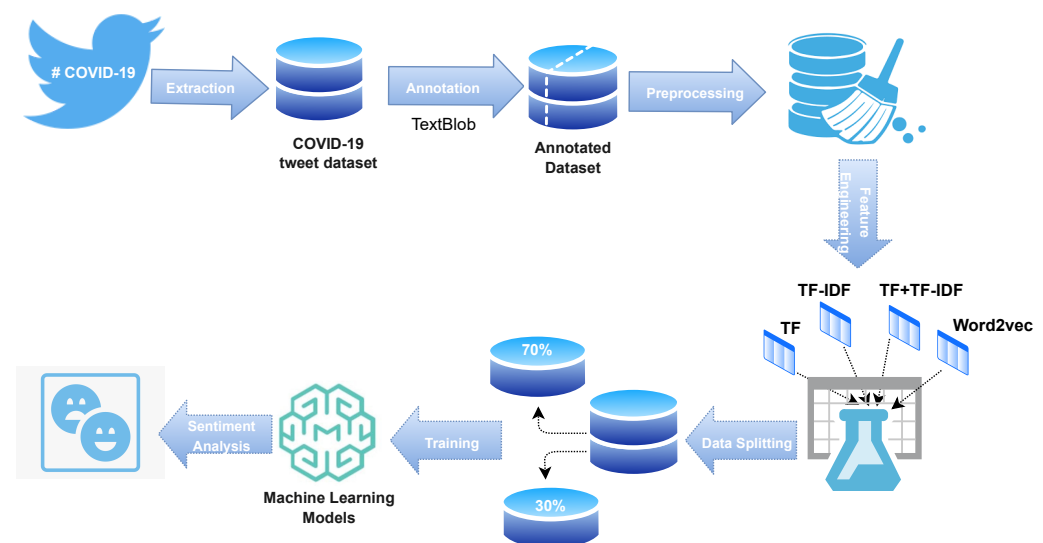 # COVID-19
Extraction
COVID-19
tweet dataset
Annotation
TextBlob
Annotated
Dataset
Preprocessing
Feature
Engineering
TF
TF-IDF
TF+TF-IDF
Word2vec
Data Splitting
70%
30%
Training
Machine Learning
Models
Sentiment
Analysis